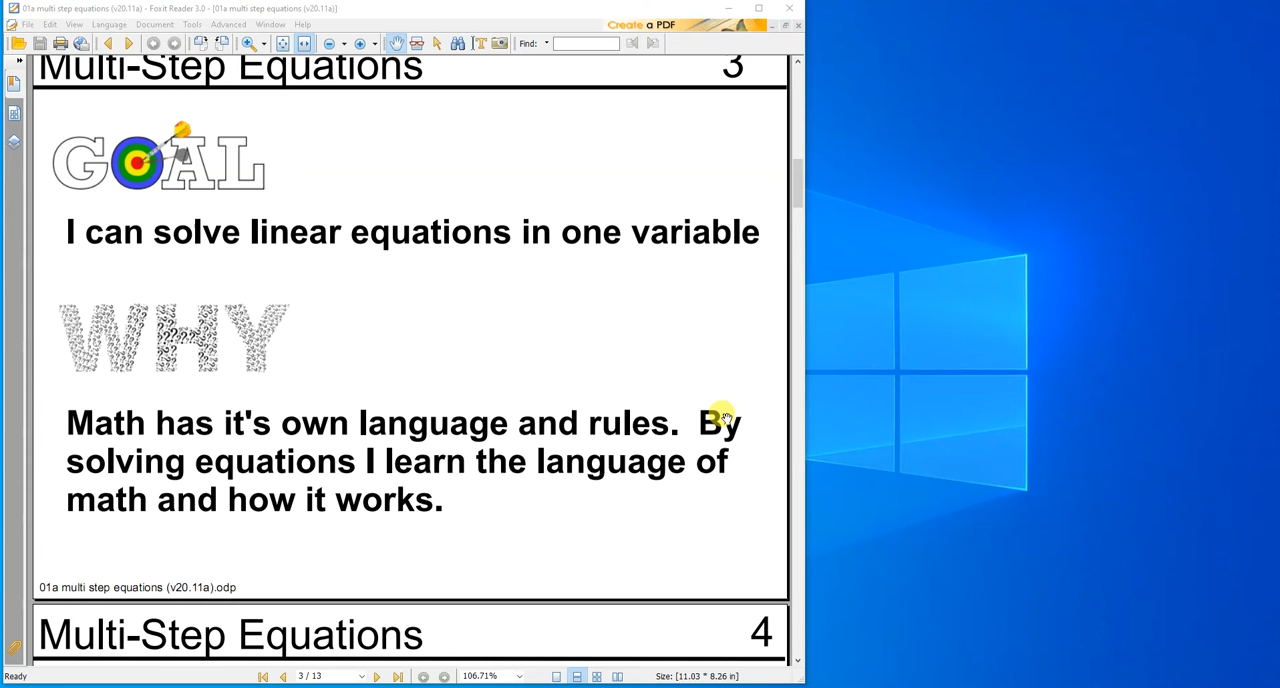 01a multi step equations (v20.11a) - Foxit Reader 3.0 - [01a multi step equations (v20.11a)]
File Edit View Language Document Tools Advanced Window Help
Create a PDF
Find:
Multi-Step Equations 3
GOAL
I can solve linear equations in one variable
WHY
Math has it's own language and rules. By
solving equations I learn the language of
math and how it works.
01a multi step equations (v20.11a).odp
Multi-Step Equations 4
Ready 3 / 13 106.71% Size: [11.03 * 8.26 in]